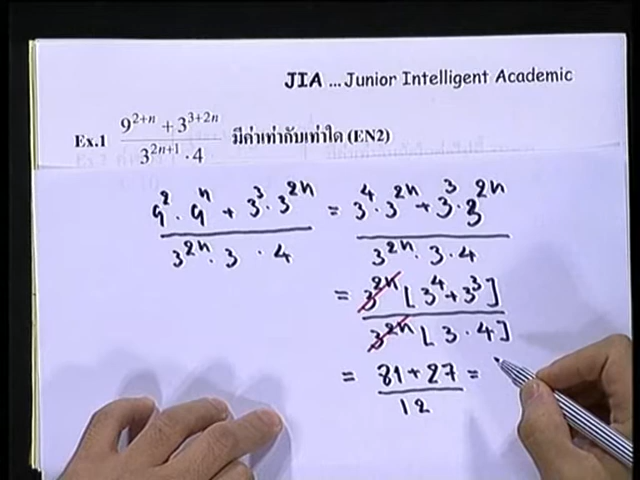 JIA ... Junior Intelligent Academic
Ex.1 (9^{2+n} + 3^{3+2n}) / (3^{2n+1} · 4) มีค่าเท่ากับเท่าใด (EN2)
(9^2 · 9^n + 3^3 · 3^{2n}) / (3^{2n} · 3 · 4) = (3^4 · 3^{2n} + 3^3 · 3^{2n}) / (3^{2n} · 3 · 4)
= 3^{2n} [3^4 + 3^3] / 3^{2n} [3 · 4]
= (81 + 27) / 12 =